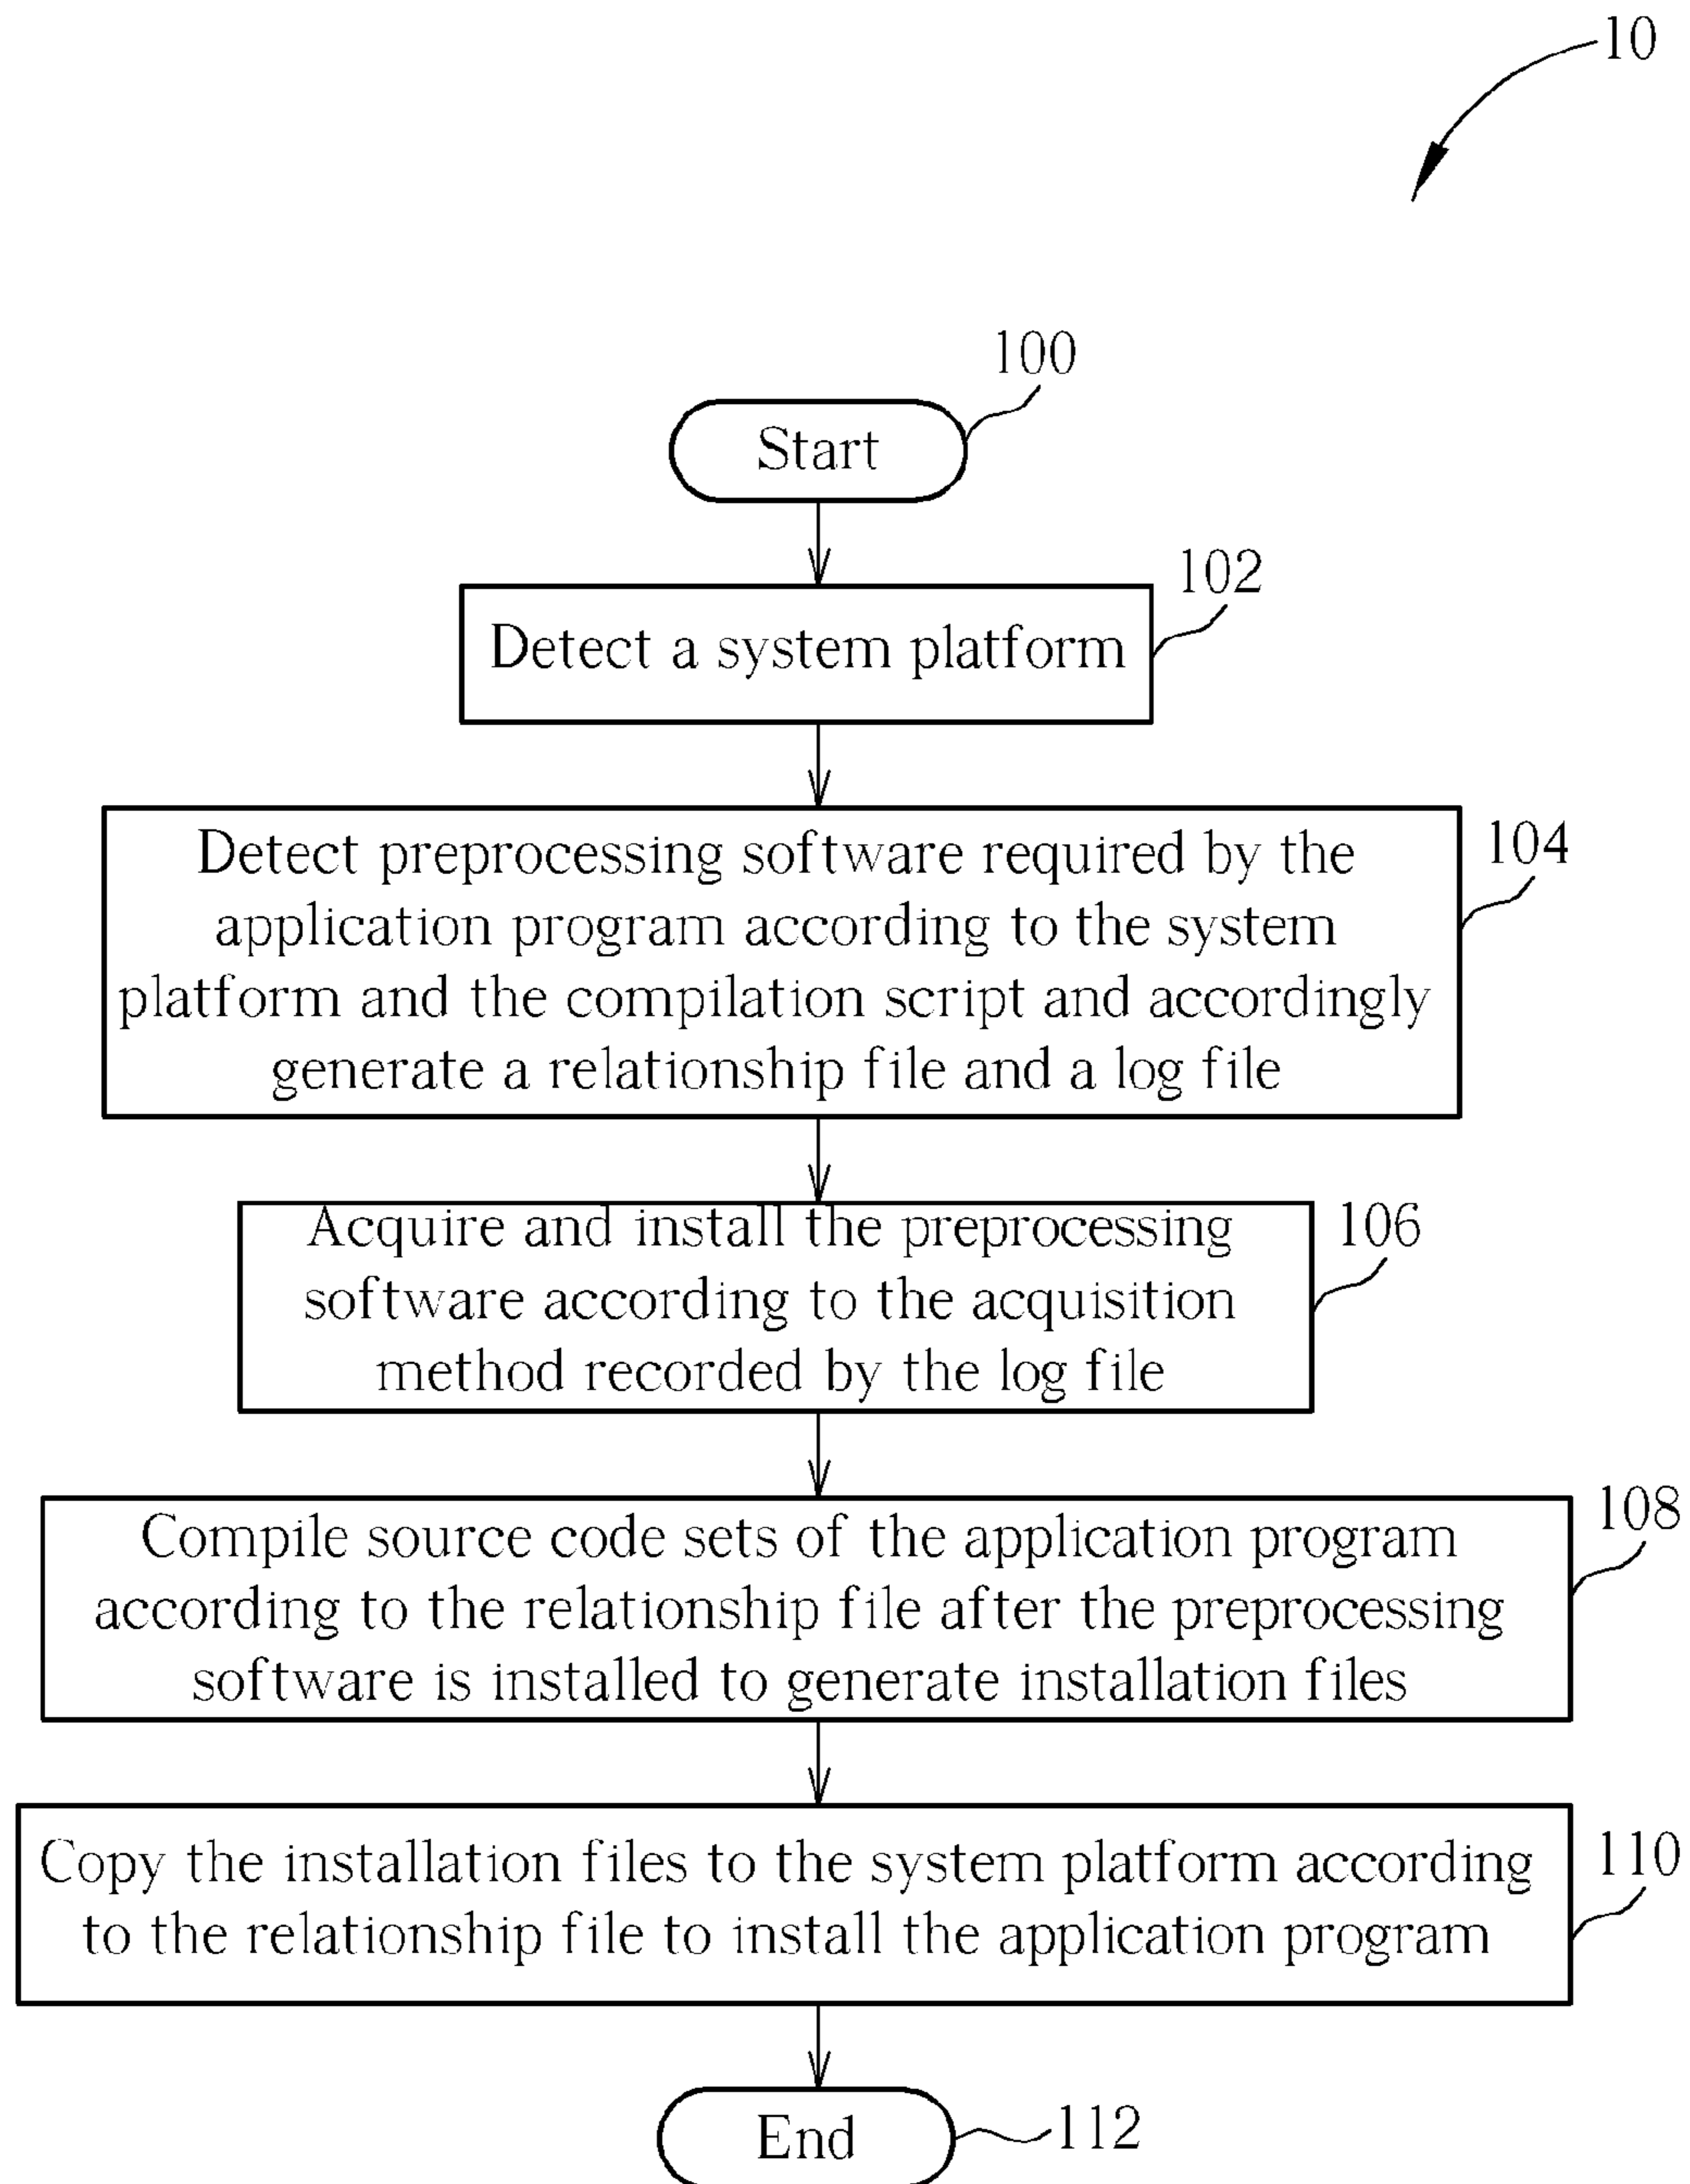 10
100
Start
102
Detect a system platform
104
Detect preprocessing software required by the
application program according to the system
platform and the compilation script and accordingly
generate a relationship file and a log file
106
Acquire and install the preprocessing
software according to the acquisition
method recorded by the log file
108
Compile source code sets of the application program
according to the relationship file after the preprocessing
software is installed to generate installation files
110
Copy the installation files to the system platform according
to the relationship file to install the application program
End
112